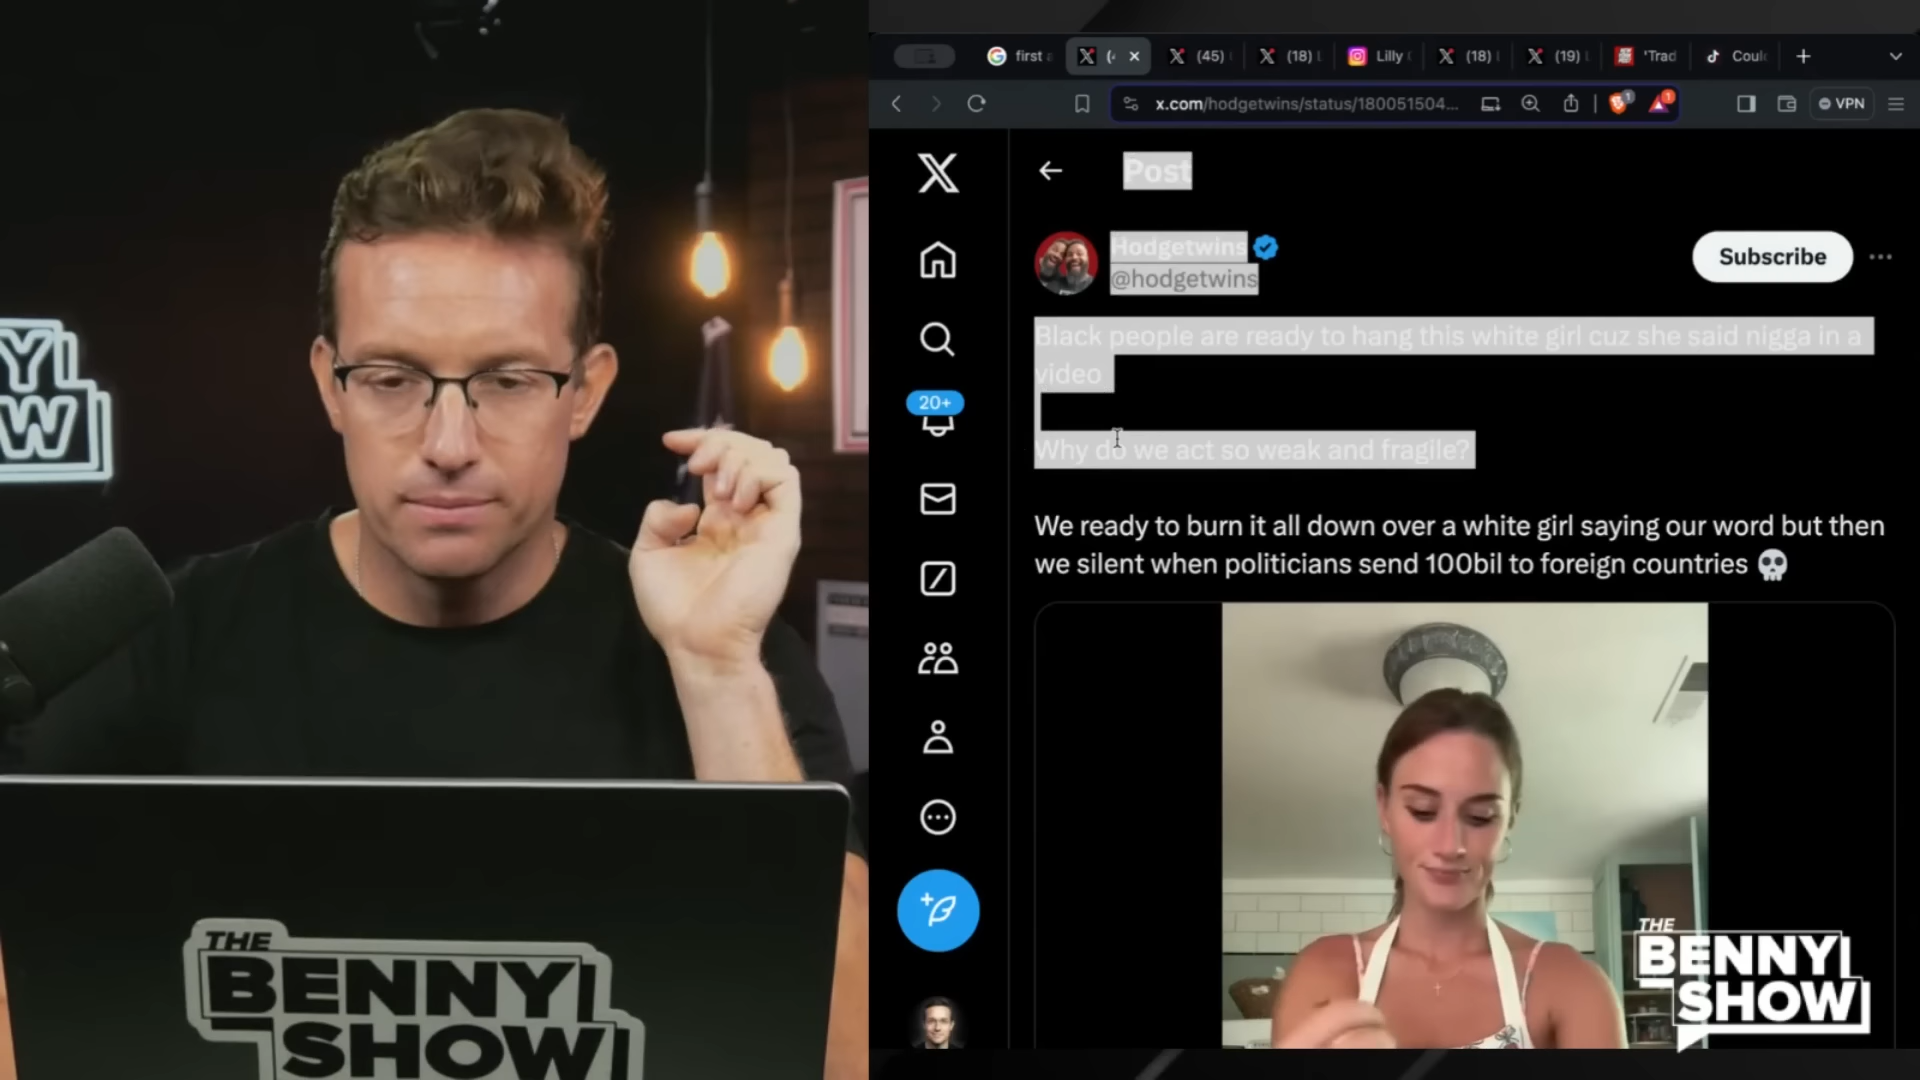 Y
W
THE
BENNY
SHOW
first
(45)
(18)
Lilly
(18)
(19)
'Trad
x.com/hodgetwins/status/180051504...
1
1
VPN
Post
Hodgetwins
@hodgetwins
Subscribe
20+
Black people are ready to hang this white girl cuz she said nigga in a
video
Why do we act so weak and fragile?
We ready to burn it all down over a white girl saying our word but then
we silent when politicians send 100bil to foreign countries 💀
THE
BENNY
SHOW